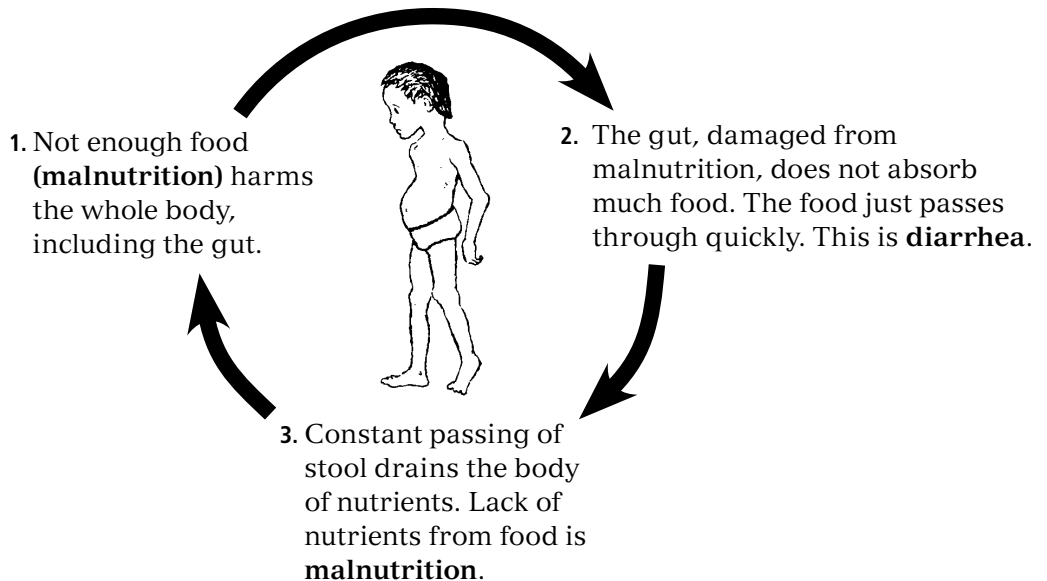 1. Not enough food
(malnutrition) harms
the whole body,
including the gut.
2. The gut, damaged from
malnutrition, does not absorb
much food. The food just passes
through quickly. This is diarrhea.
3. Constant passing of
stool drains the body
of nutrients. Lack of
nutrients from food is
malnutrition.